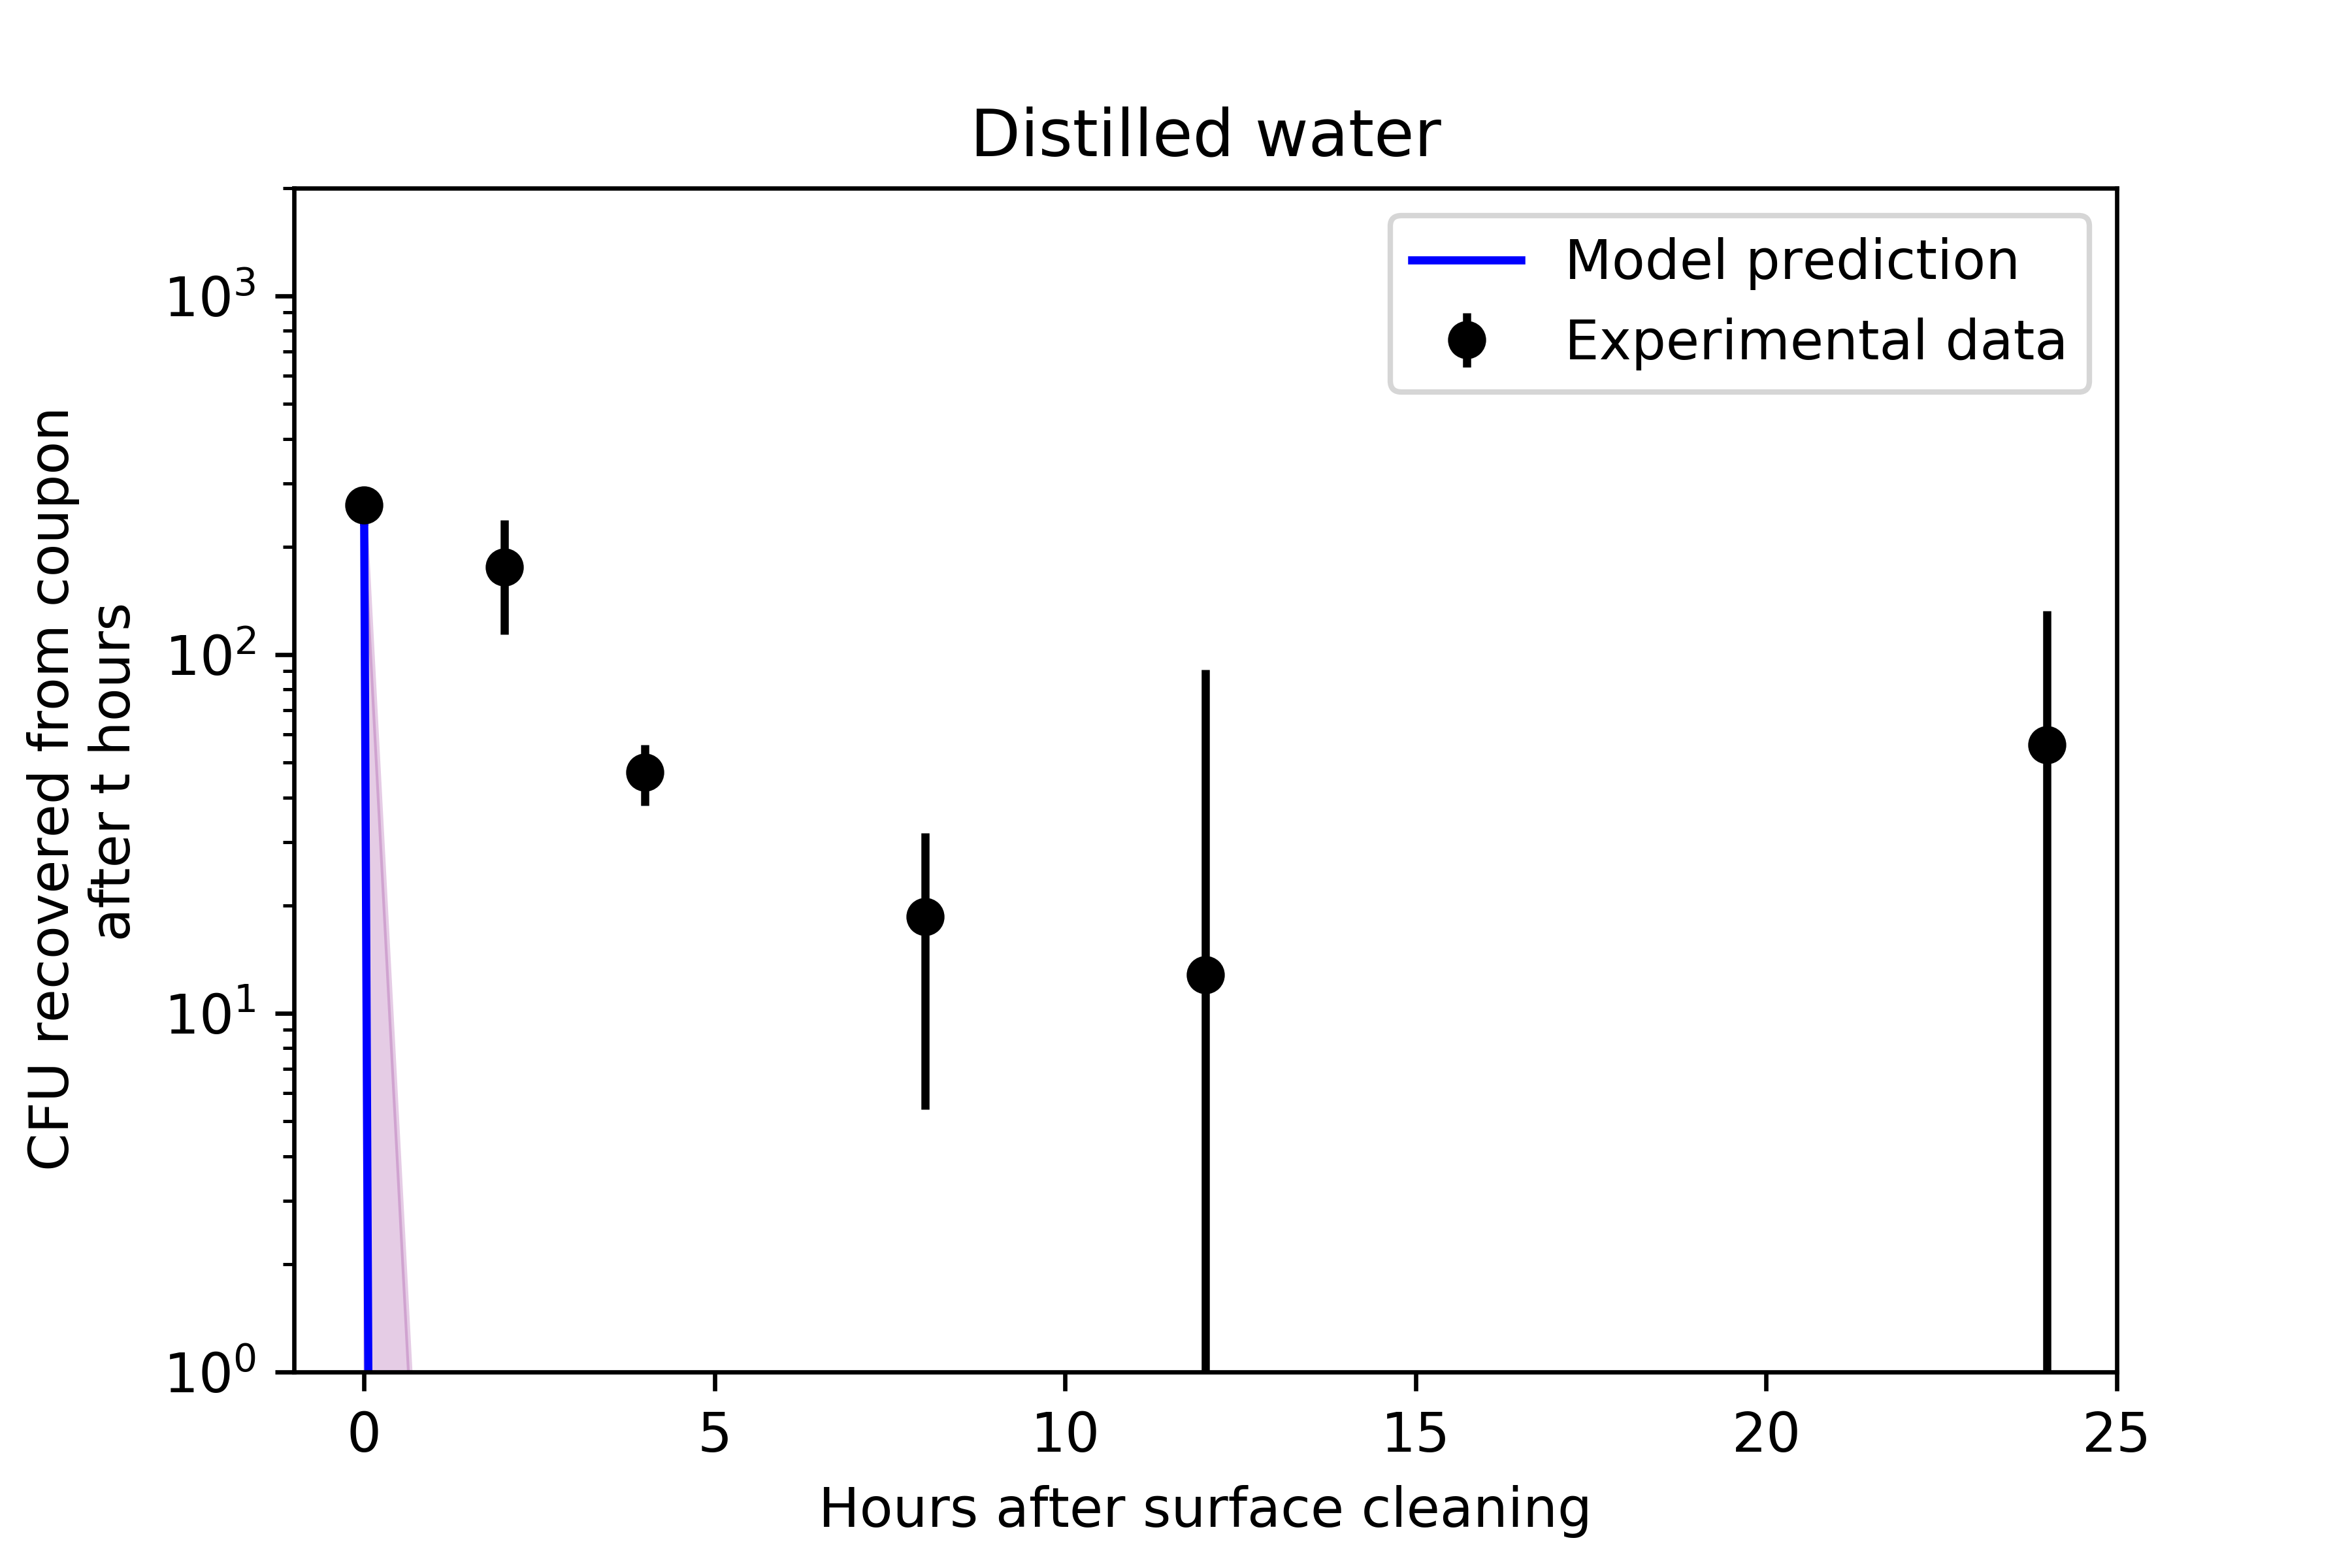 Distilled water
Model prediction
Experimental data
CFU recovered from coupon
after t hours
10³
10²
10¹
10⁰
0 5 10 15 20 25
Hours after surface cleaning